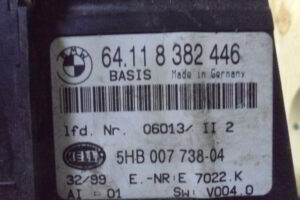 BMW
64.11 8 382 446
BASIS Made in Germany
lfd. Nr. 06013/ II 2
HELLA 5HB 007 738-04
32/99 E.-NR: E 7022.K
AI : 01 SW: V004.0